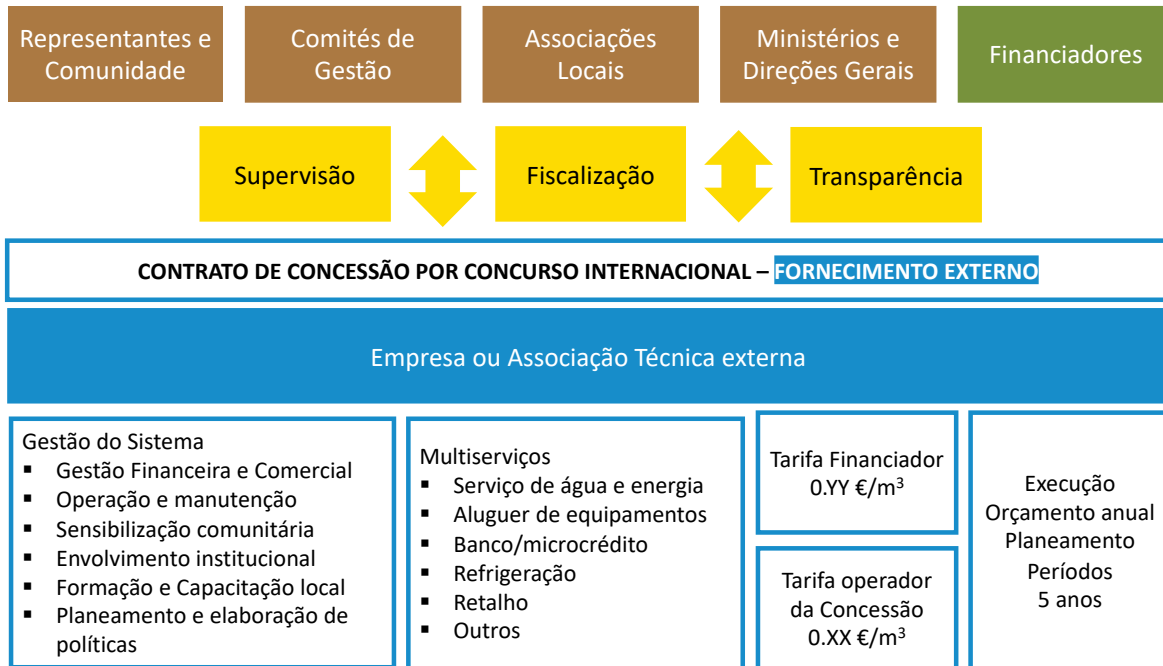 Representantes e
Comunidade
Comités de
Gestão
Associações
Locais
Ministérios e
Direções Gerais
Financiadores
Supervisão
Fiscalização
Transparência
CONTRATO DE CONCESSÃO POR CONCURSO INTERNACIONAL – FORNECIMENTO EXTERNO
Empresa ou Associação Técnica externa
Gestão do Sistema
▪ Gestão Financeira e Comercial
▪ Operação e manutenção
▪ Sensibilização comunitária
▪ Envolvimento institucional
▪ Formação e Capacitação local
▪ Planeamento e elaboração de
políticas
Multiserviços
▪ Serviço de água e energia
▪ Aluguer de equipamentos
▪ Banco/microcrédito
▪ Refrigeração
▪ Retalho
▪ Outros
Tarifa Financiador
0.YY €/m³
Tarifa operador
da Concessão
0.XX €/m³
Execução
Orçamento anual
Planeamento
Períodos
5 anos